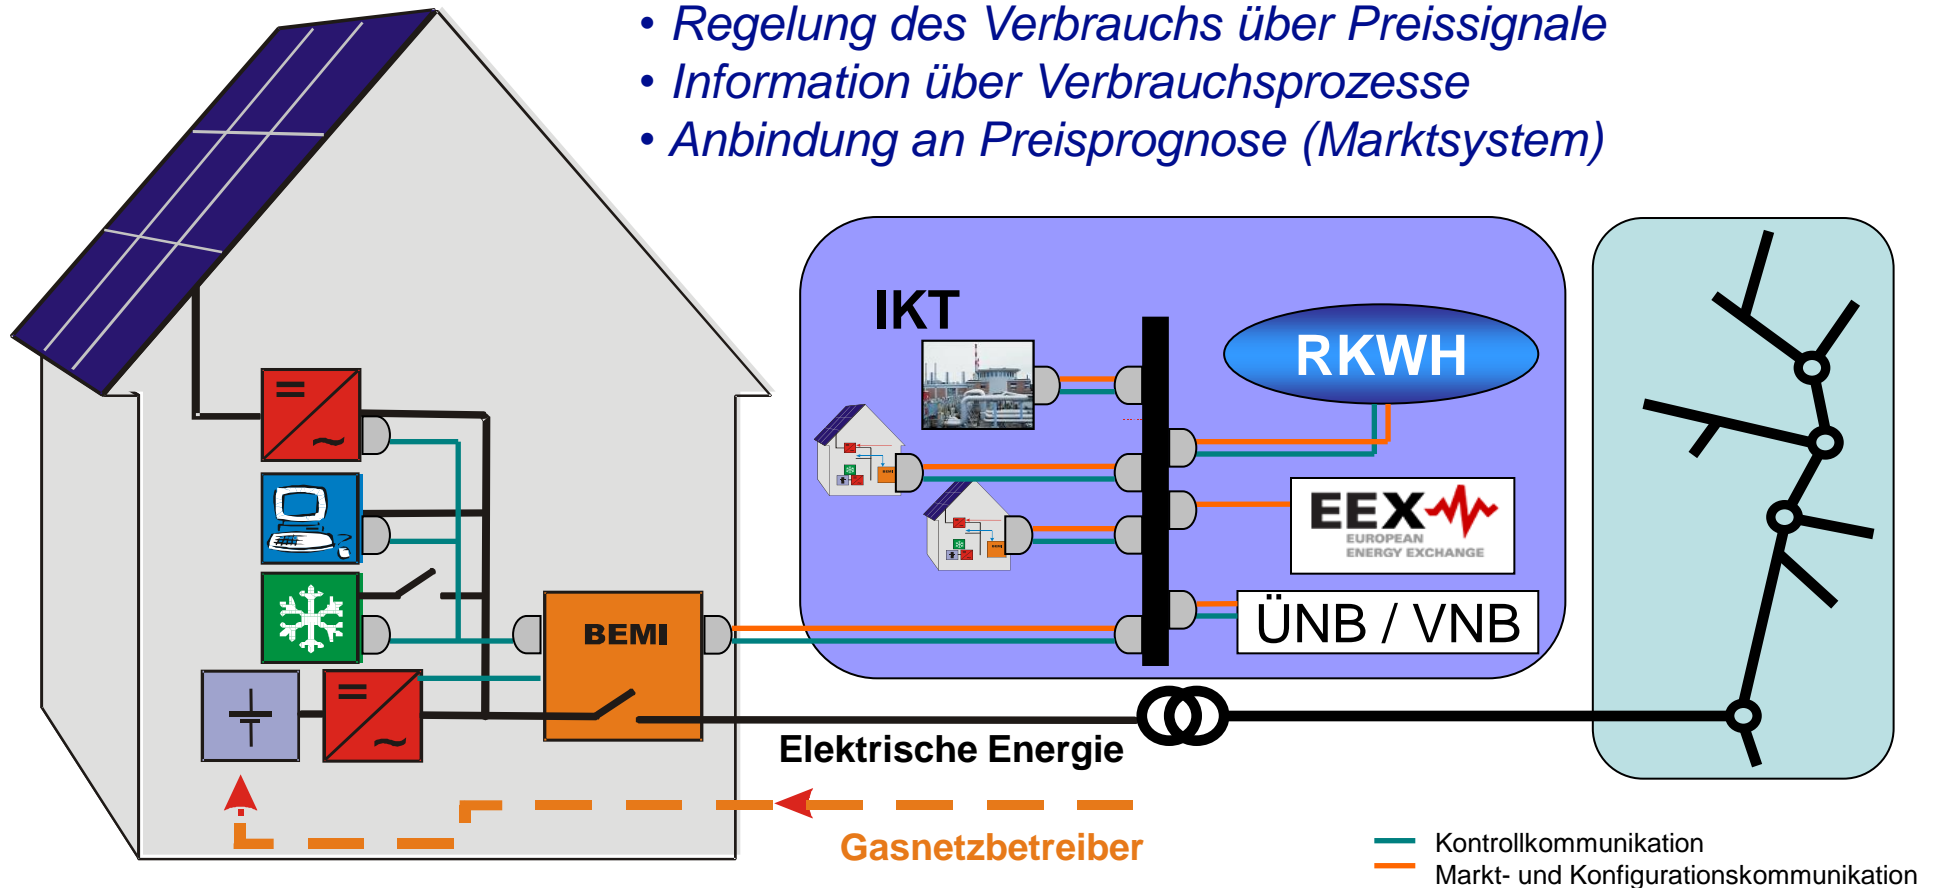 • Regelung des Verbrauchs über Preissignale
• Information über Verbrauchsprozesse
• Anbindung an Preisprognose (Marktsystem)
IKT
RKWH
EEX
EUROPEAN
ENERGY EXCHANGE
BEMI
ÜNB / VNB
Elektrische Energie
Gasnetzbetreiber
Kontrollkommunikation
Markt- und Konfigurationskommunikation